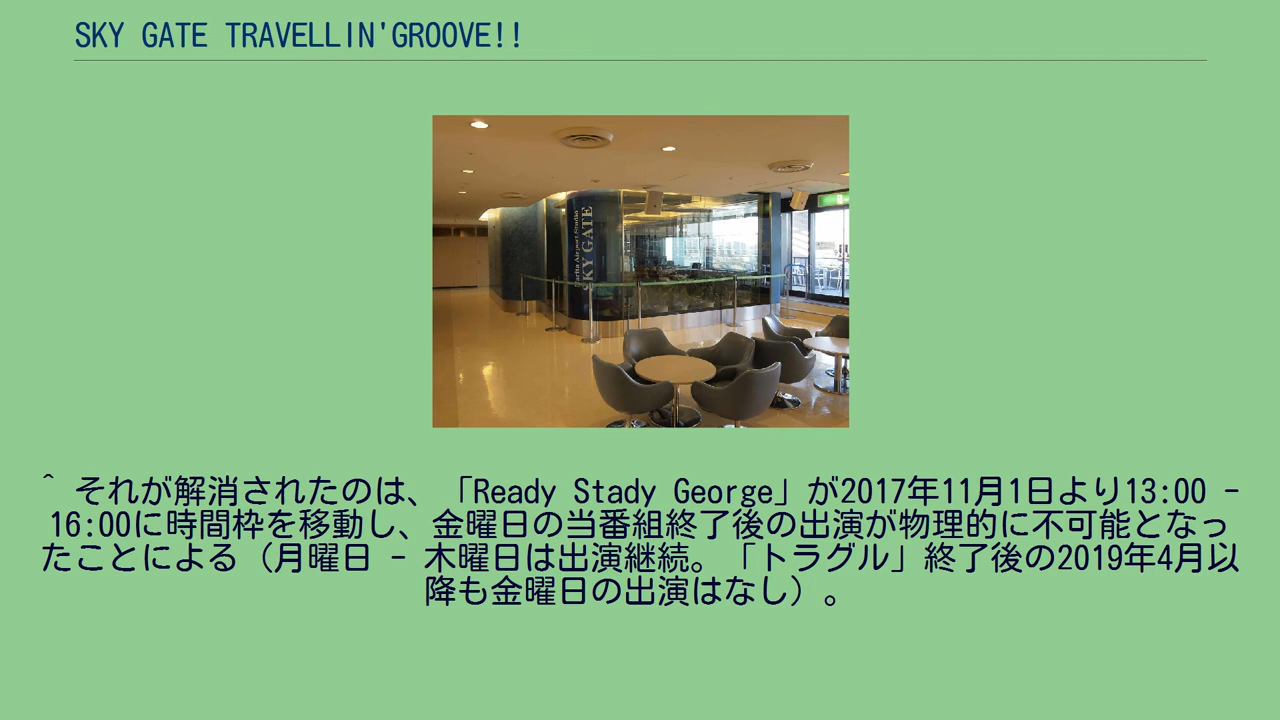 SKY GATE TRAVELLIN'GROOVE!!
Narita Airport Studio
SKY GATE
^ それが解消されたのは、「Ready Stady George」が2017年11月1日より13:00 -
16:00に時間枠を移動し、金曜日の当番組終了後の出演が物理的に不可能となっ
たことによる（月曜日 - 木曜日は出演継続。「トラグル」終了後の2019年4月以
降も金曜日の出演はなし）。